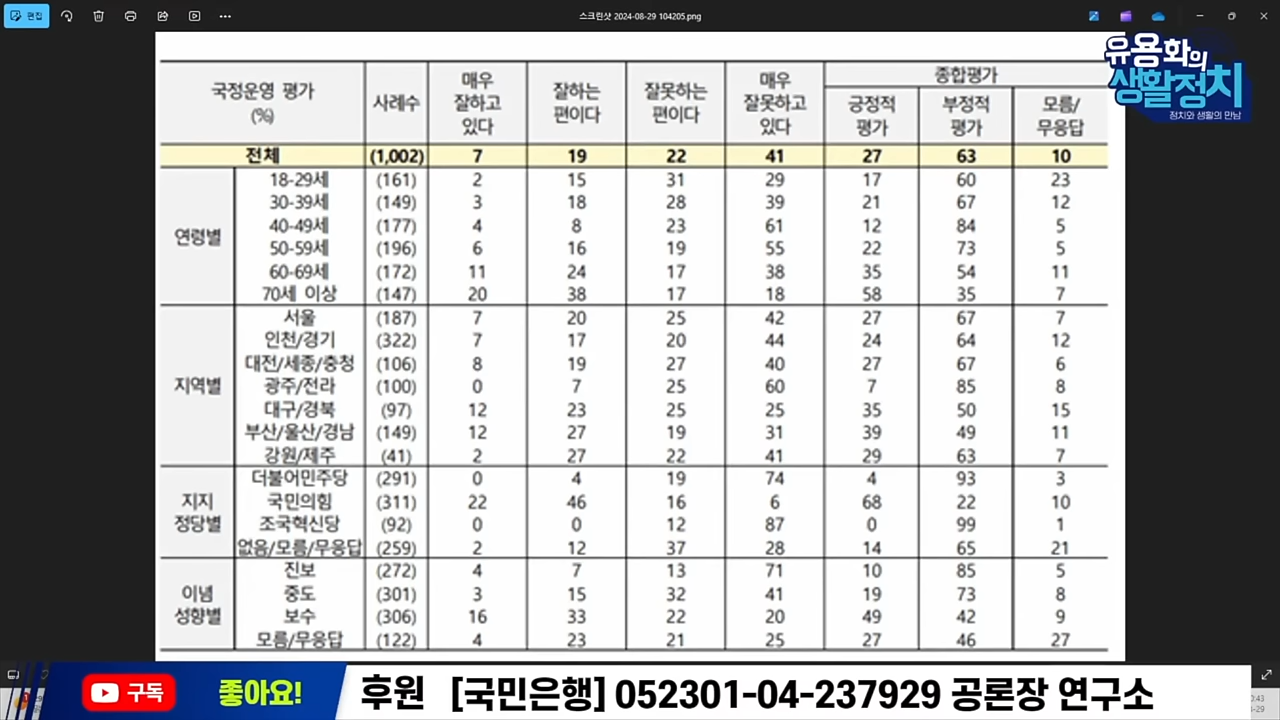 편집
스크린샷 2024-08-29 104205.png
유용화의
생활정치
정치와 생활의 만남
국정운영 평가 (%) 사례수 매우 잘하고 있다 잘하는 편이다 잘못하는 편이다 매우 잘못하고 있다 종합평가
긍정적 평가 부정적 평가 모름/무응답
전체 (1,002) 7 19 22 41 27 63 10
연령별
18-29세 (161) 2 15 31 29 17 60 23
30-39세 (149) 3 18 28 39 21 67 12
40-49세 (177) 4 8 23 61 12 84 5
50-59세 (196) 6 16 19 55 22 73 5
60-69세 (172) 11 24 17 38 35 54 11
70세 이상 (147) 20 38 17 18 58 35 7
지역별
서울 (187) 7 20 25 42 27 67 7
인천/경기 (322) 7 17 20 44 24 64 12
대전/세종/충청 (106) 8 19 27 40 27 67 6
광주/전라 (100) 0 7 25 60 7 85 8
대구/경북 (97) 12 23 25 25 35 50 15
부산/울산/경남 (149) 12 27 19 31 39 49 11
강원/제주 (41) 2 27 22 41 29 63 7
지지 정당별
더불어민주당 (291) 0 4 19 74 4 93 3
국민의힘 (311) 22 46 16 6 68 22 10
조국혁신당 (92) 0 0 12 87 0 99 1
없음/모름/무응답 (259) 2 12 37 28 14 65 21
이념 성향별
진보 (272) 4 7 13 71 10 85 5
중도 (301) 3 15 32 41 19 73 8
보수 (306) 16 33 22 20 49 42 9
모름/무응답 (122) 4 23 21 25 27 46 27
구독 좋아요! 후원 [국민은행] 052301-04-237929 공론장 연구소